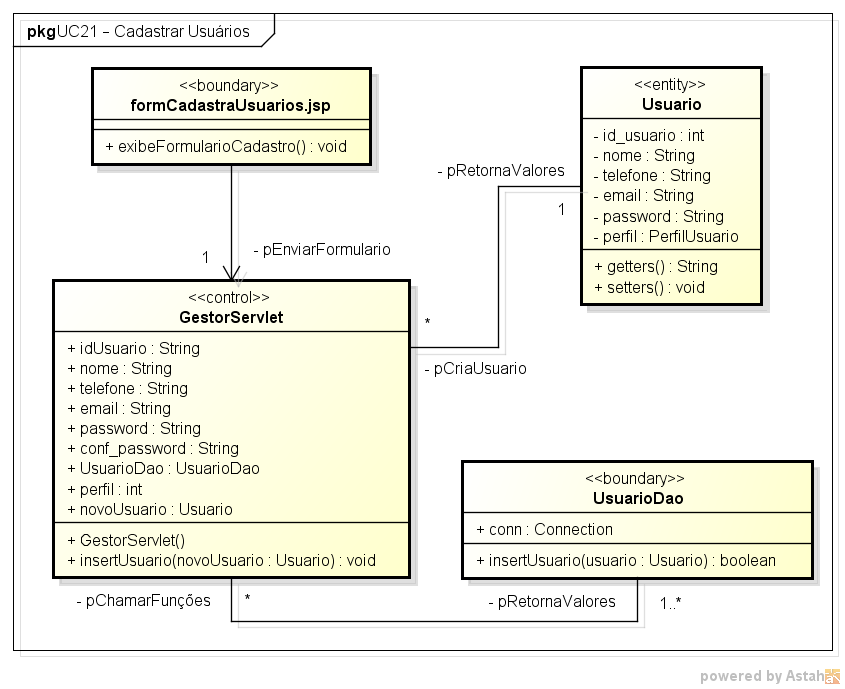 pkg UC21 – Cadastrar Usuários
<<boundary>>
formCadastraUsuarios.jsp
+ exibeFormularioCadastro() : void
<<entity>>
Usuario
- id_usuario : int
- nome : String
- telefone : String
- email : String
- password : String
- perfil : PerfilUsuario
+ getters() : String
+ setters() : void
- pRetornaValores
1
- pEnviarFormulario
1
<<control>>
GestorServlet
+ idUsuario : String
+ nome : String
+ telefone : String
+ email : String
+ password : String
+ conf_password : String
+ UsuarioDao : UsuarioDao
+ perfil : int
+ novoUsuario : Usuario
+ GestorServlet()
+ insertUsuario(novoUsuario : Usuario) : void
*
- pCriaUsuario
<<boundary>>
UsuarioDao
+ conn : Connection
+ insertUsuario(usuario : Usuario) : boolean
- pChamarFunções
*
- pRetornaValores
1..*
powered by Astah